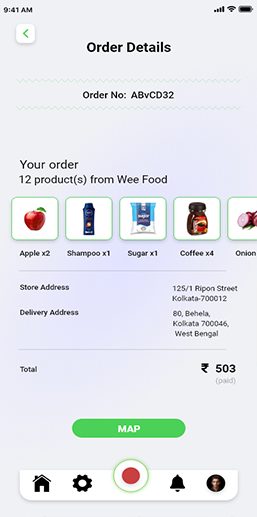 9:41 AM
Order Details
Order No: ABvCD32
Your order
12 product(s) from Wee Food
Apple x2
Shampoo x1
Sugar x1
Coffee x4
Onion
Store Address
125/1 Ripon Street
Kolkata-700012
Delivery Address
80, Behela,
Kolkata 700046,
West Bengal
Total
₹ 503
(paid)
MAP